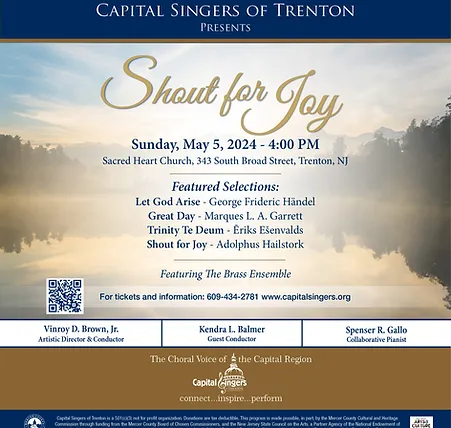 CAPITAL SINGERS OF TRENTON
PRESENTS
Shout for Joy
Sunday, May 5, 2024 - 4:00 PM
Sacred Heart Church, 343 South Broad Street, Trenton, NJ
Featured Selections:
Let God Arise - George Frideric Händel
Great Day - Marques L. A. Garrett
Trinity Te Deum - Ēriks Ešenvalds
Shout for Joy - Adolphus Hailstork
Featuring The Brass Ensemble
For tickets and information: 609-434-2781 www.capitalsingers.org
Vinroy D. Brown, Jr.
Artistic Director & Conductor
Kendra L. Balmer
Guest Conductor
Spenser R. Gallo
Collaborative Pianist
The Choral Voice of the Capital Region
Capital Singers
connect...inspire...perform
Capital Singers of Trenton is a 501(c)(3) not for profit organization. Donations are tax deductible. This program is made possible, in part, by the Mercer County Cultural and Heritage
Commission through funding from the Mercer County Board of Chosen Commissioners, and the New Jersey State Council on the Arts, a Partner Agency of the National Endowment of